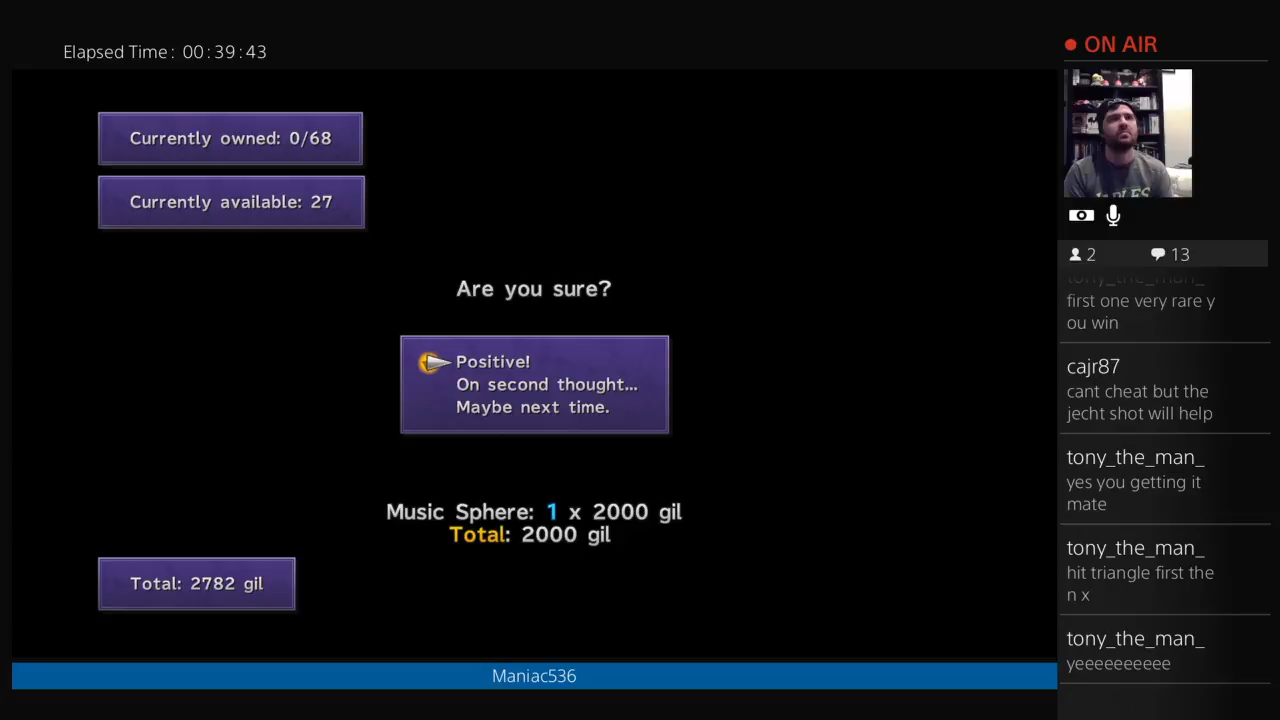 Elapsed Time: 00:39:43
ON AIR
Currently owned: 0/68
Currently available: 27
Are you sure?
Positive!
On second thought...
Maybe next time.
Music Sphere: 1 x 2000 gil
Total: 2000 gil
Total: 2782 gil
Maniac536
2
13
tony_the_man_
first one very rare y
ou win
cajr87
cant cheat but the
jecht shot will help
tony_the_man_
yes you getting it
mate
tony_the_man_
hit triangle first the
n x
tony_the_man_
yeeeeeeeeee